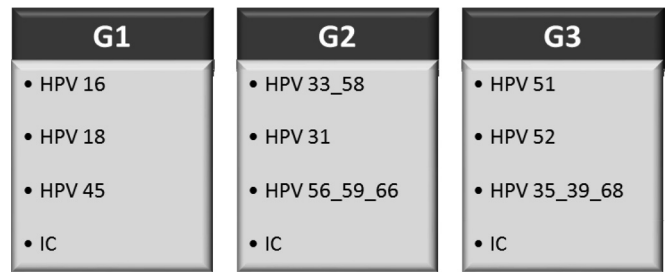 G1
• HPV 16
• HPV 18
• HPV 45
• IC
G2
• HPV 33_58
• HPV 31
• HPV 56_59_66
• IC
G3
• HPV 51
• HPV 52
• HPV 35_39_68
• IC